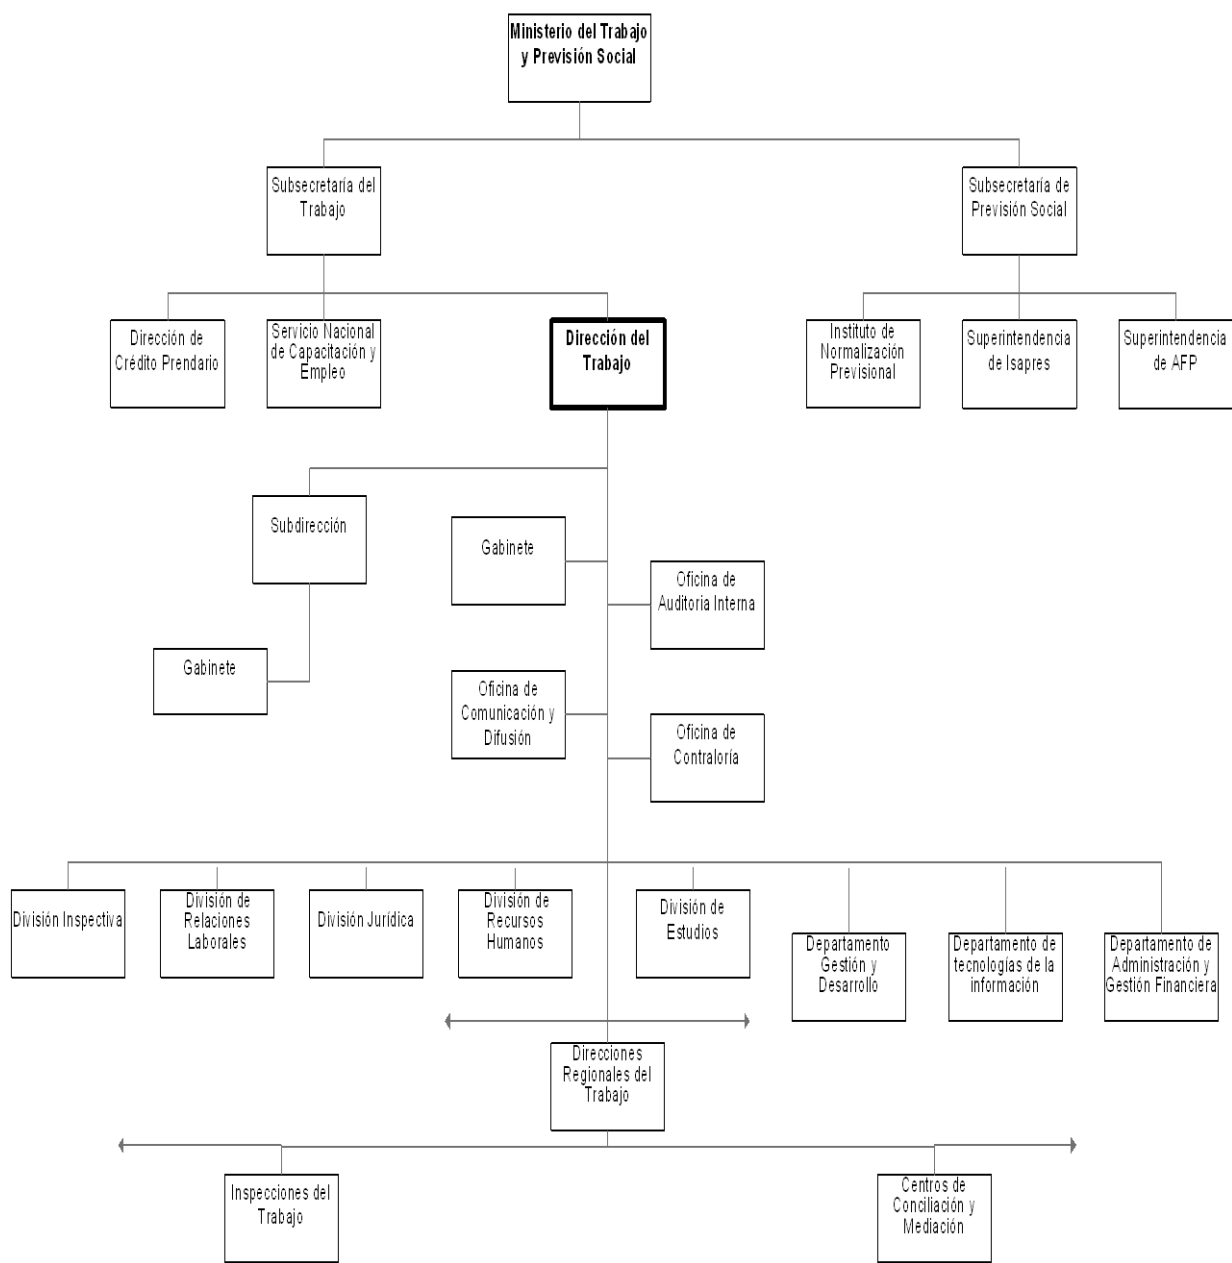 Ministerio del Trabajo
y Previsión Social
Subsecretaría del
Trabajo
Subsecretaría de
Previsión Social
Dirección de
Crédito Prendario
Servicio Nacional
de Capacitación y
Empleo
Dirección del
Trabajo
Instituto de
Normalización
Previsional
Superintendencia
de Isapres
Superintendencia
de AFP
Subdirección
Gabinete
Oficina de
Auditoria Interna
Gabinete
Oficina de
Comunicación y
Difusión
Oficina de
Contraloría
División Inspectiva
División de
Relaciones
Laborales
División Jurídica
División de
Recursos
Humanos
División de
Estudios
Departamento
Gestión y
Desarrollo
Departamento de
tecnologías de la
información
Departamento de
Administración y
Gestión Financiera
Direcciones
Regionales del
Trabajo
Inspecciones del
Trabajo
Centros de
Conciliación y
Mediación